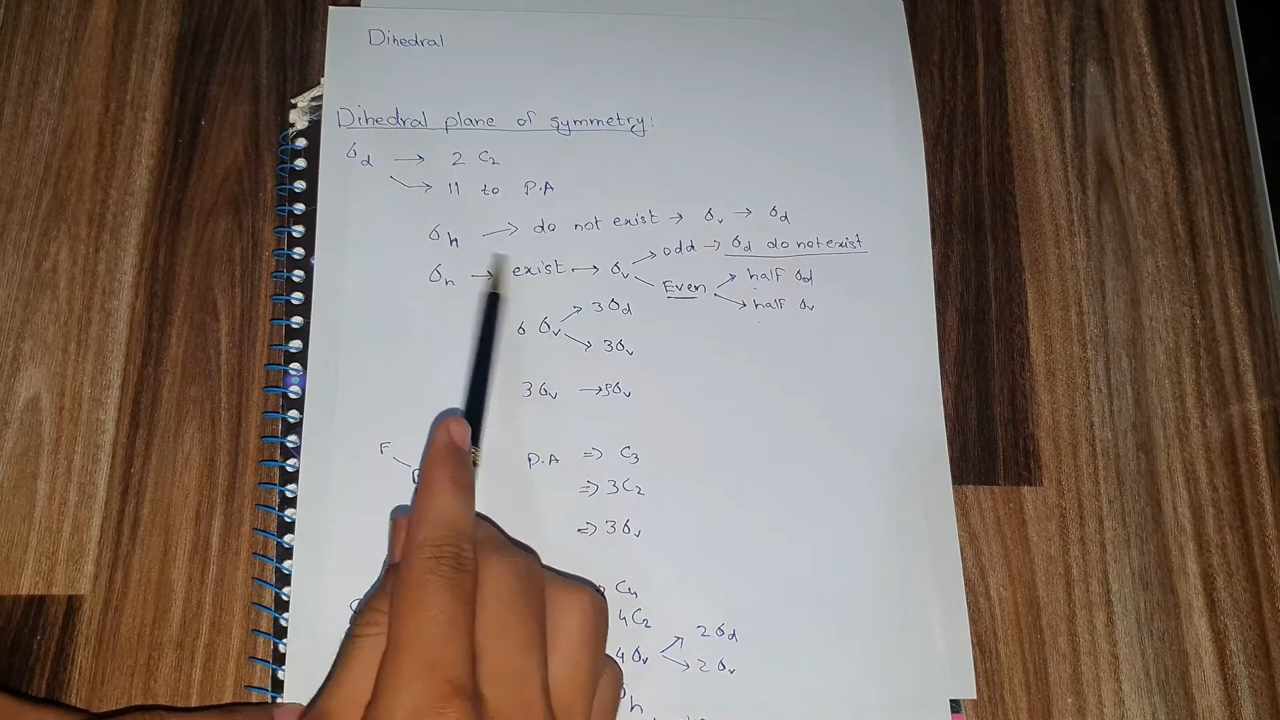 Dihedral
Dihedral plane of symmetry:
σd → 2 C2
→ 11 to P.A
σh → do not exist → σv → σd
σh → exist → σv → odd → σd do not exist
Even → half σd
→ half σv
6 σv → 3σd
→ 3σv
3σv → 3σv
F
P.A ⇒ C3
⇒ 3C2
⇒ 3σv
C4
4C2
4σv → 2σd
→ 2σv
h